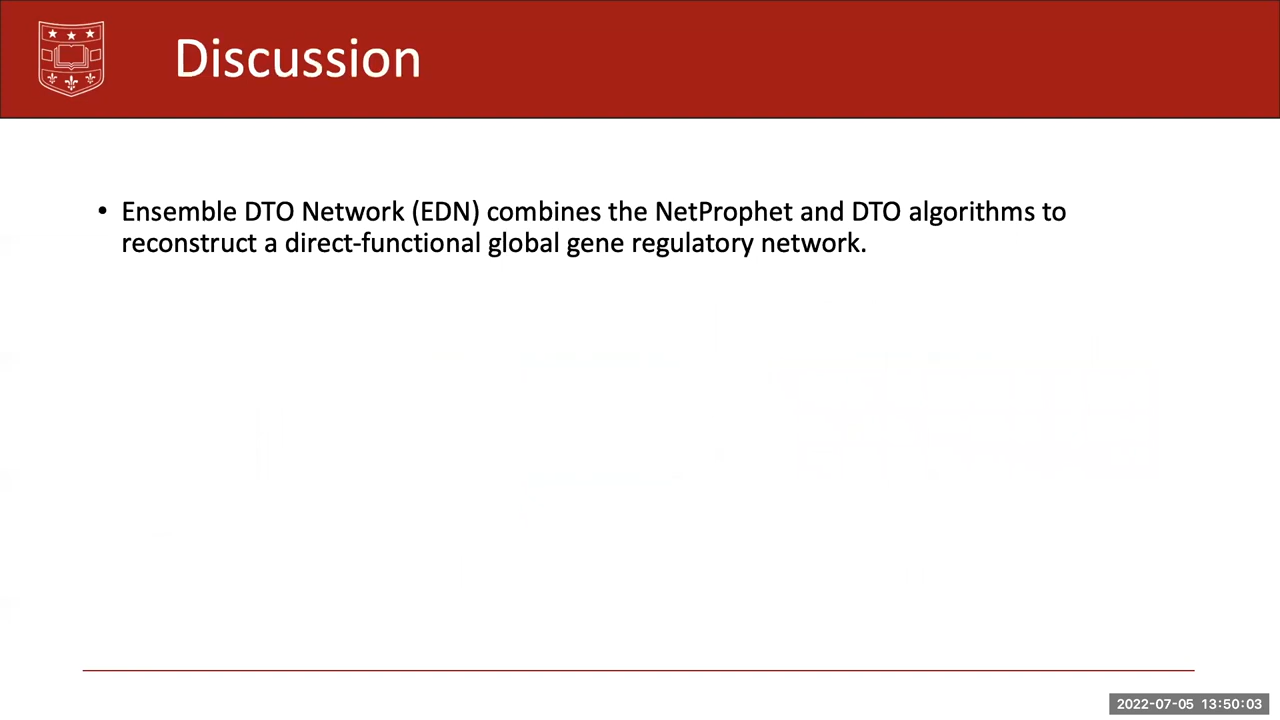 Discussion
• Ensemble DTO Network (EDN) combines the NetProphet and DTO algorithms to
reconstruct a direct-functional global gene regulatory network.
2022-07-05 13:50:03